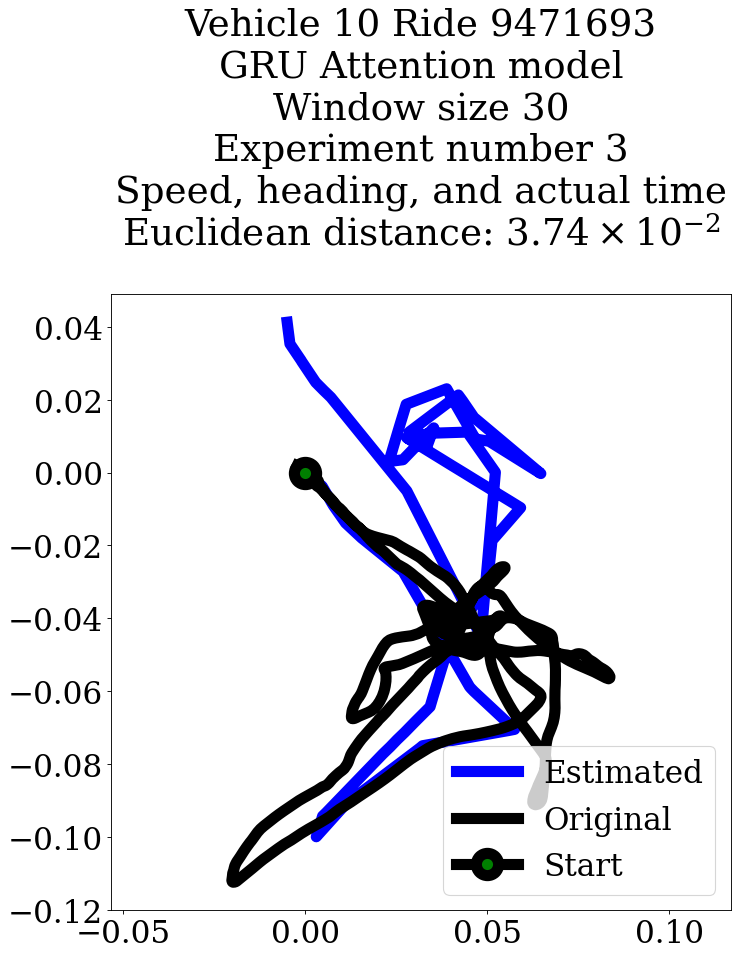 Vehicle 10 Ride 9471693
GRU Attention model
Window size 30
Experiment number 3
Speed, heading, and actual time
Euclidean distance: 3.74 × 10⁻²
0.04
0.02
0.00
−0.02
−0.04
−0.06
−0.08
−0.10
−0.12
Estimated
Original
Start
−0.05 0.00 0.05 0.10